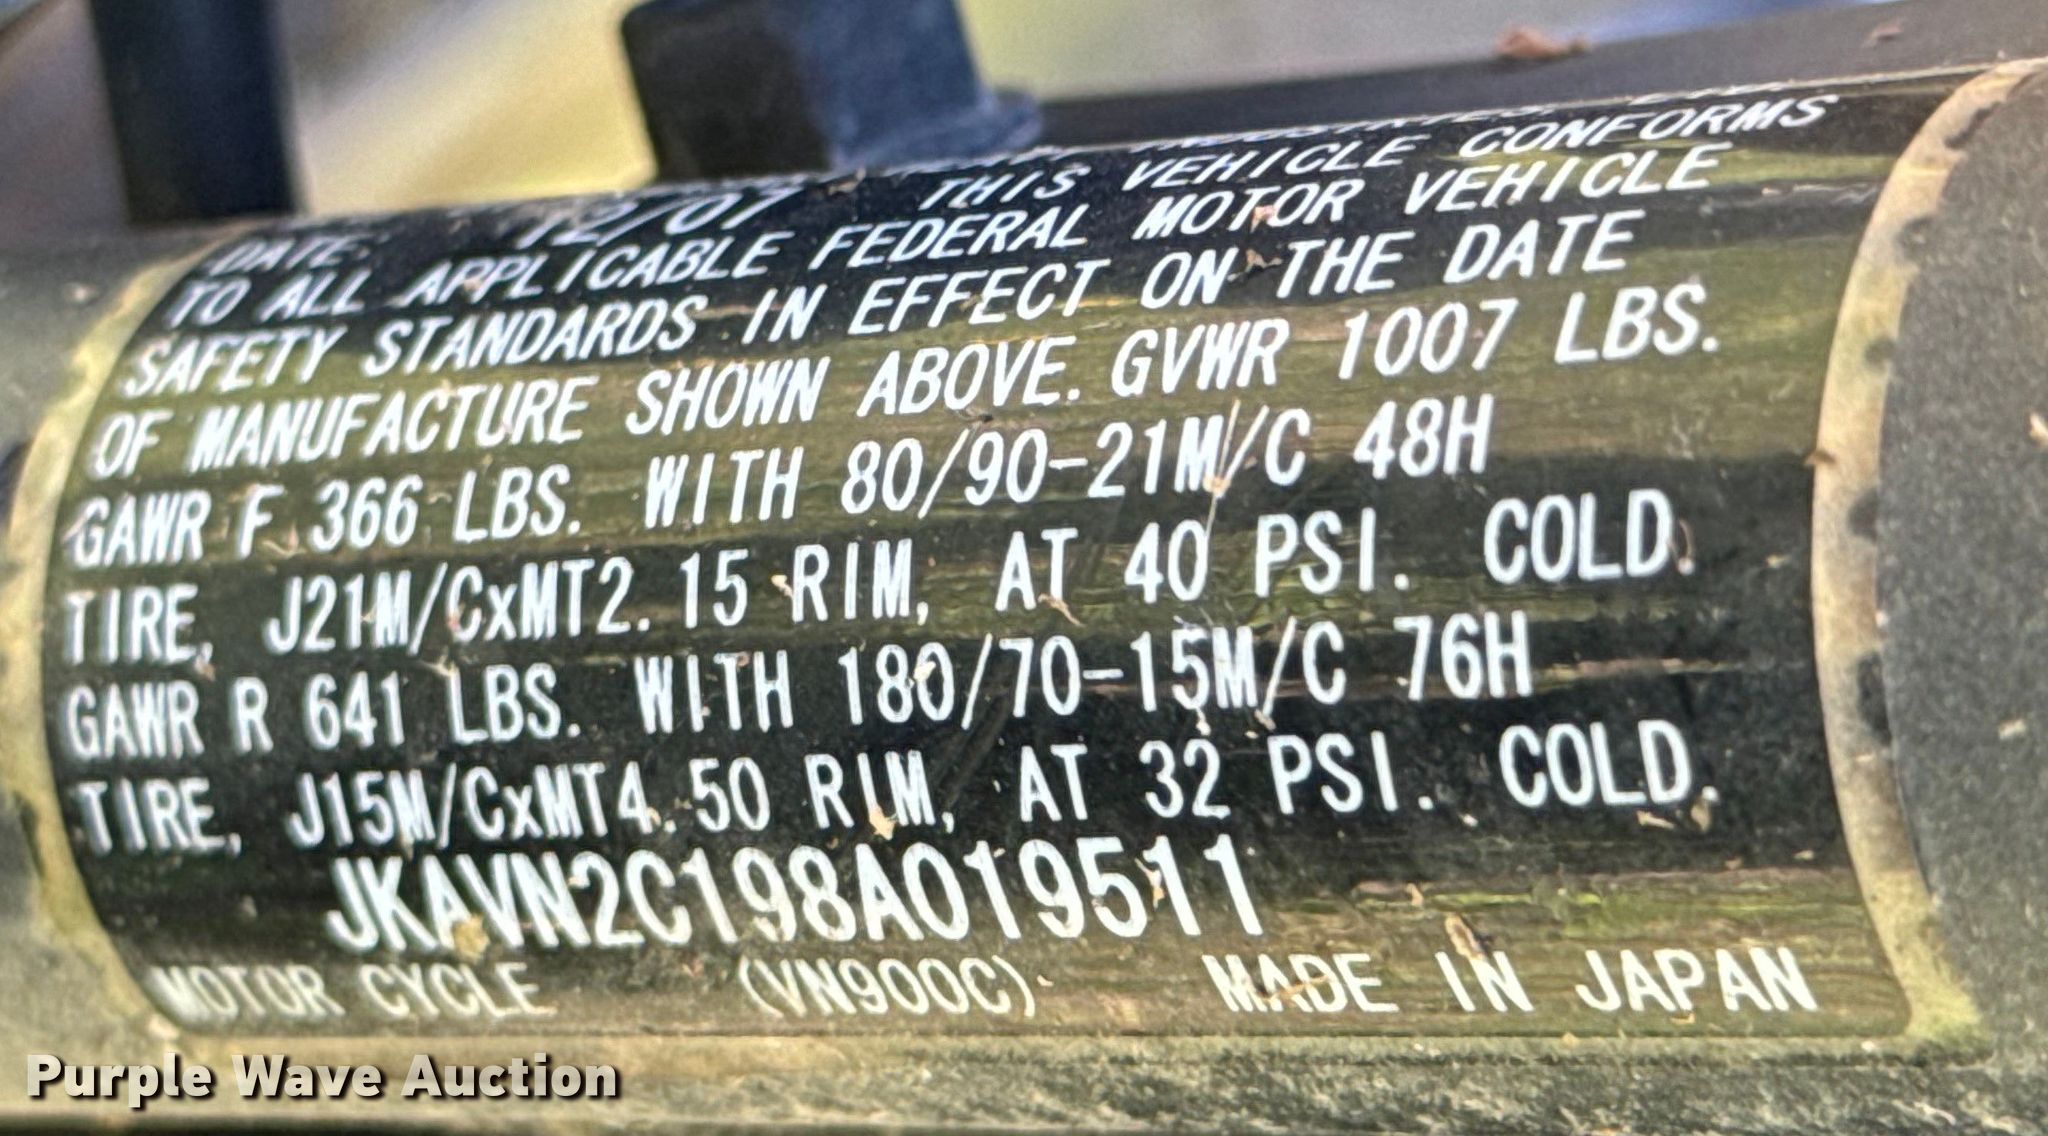 DATE: 12/07 THIS VEHICLE CONFORMS
TO ALL APPLICABLE FEDERAL MOTOR VEHICLE
SAFETY STANDARDS IN EFFECT ON THE DATE
OF MANUFACTURE SHOWN ABOVE. GVWR 1007 LBS.
GAWR F 366 LBS. WITH 80/90-21M/C 48H
TIRE, J21M/CxMT2.15 RIM, AT 40 PSI. COLD.
GAWR R 641 LBS. WITH 180/70-15M/C 76H
TIRE, J15M/CxMT4.50 RIM, AT 32 PSI. COLD.
JKAVN2C198A019511
MOTOR CYCLE (VN900C) MADE IN JAPAN
Purple Wave Auction